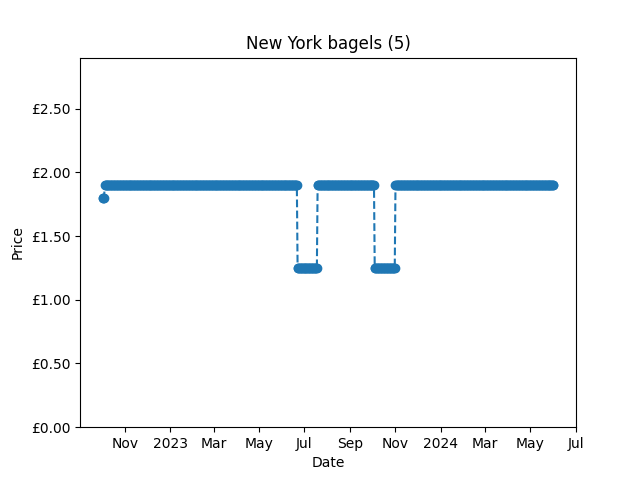 New York bagels (5)
£2.50
£2.00
£1.50
£1.00
£0.50
£0.00
Price
Nov 2023 Mar May Jul Sep Nov 2024 Mar May Jul
Date